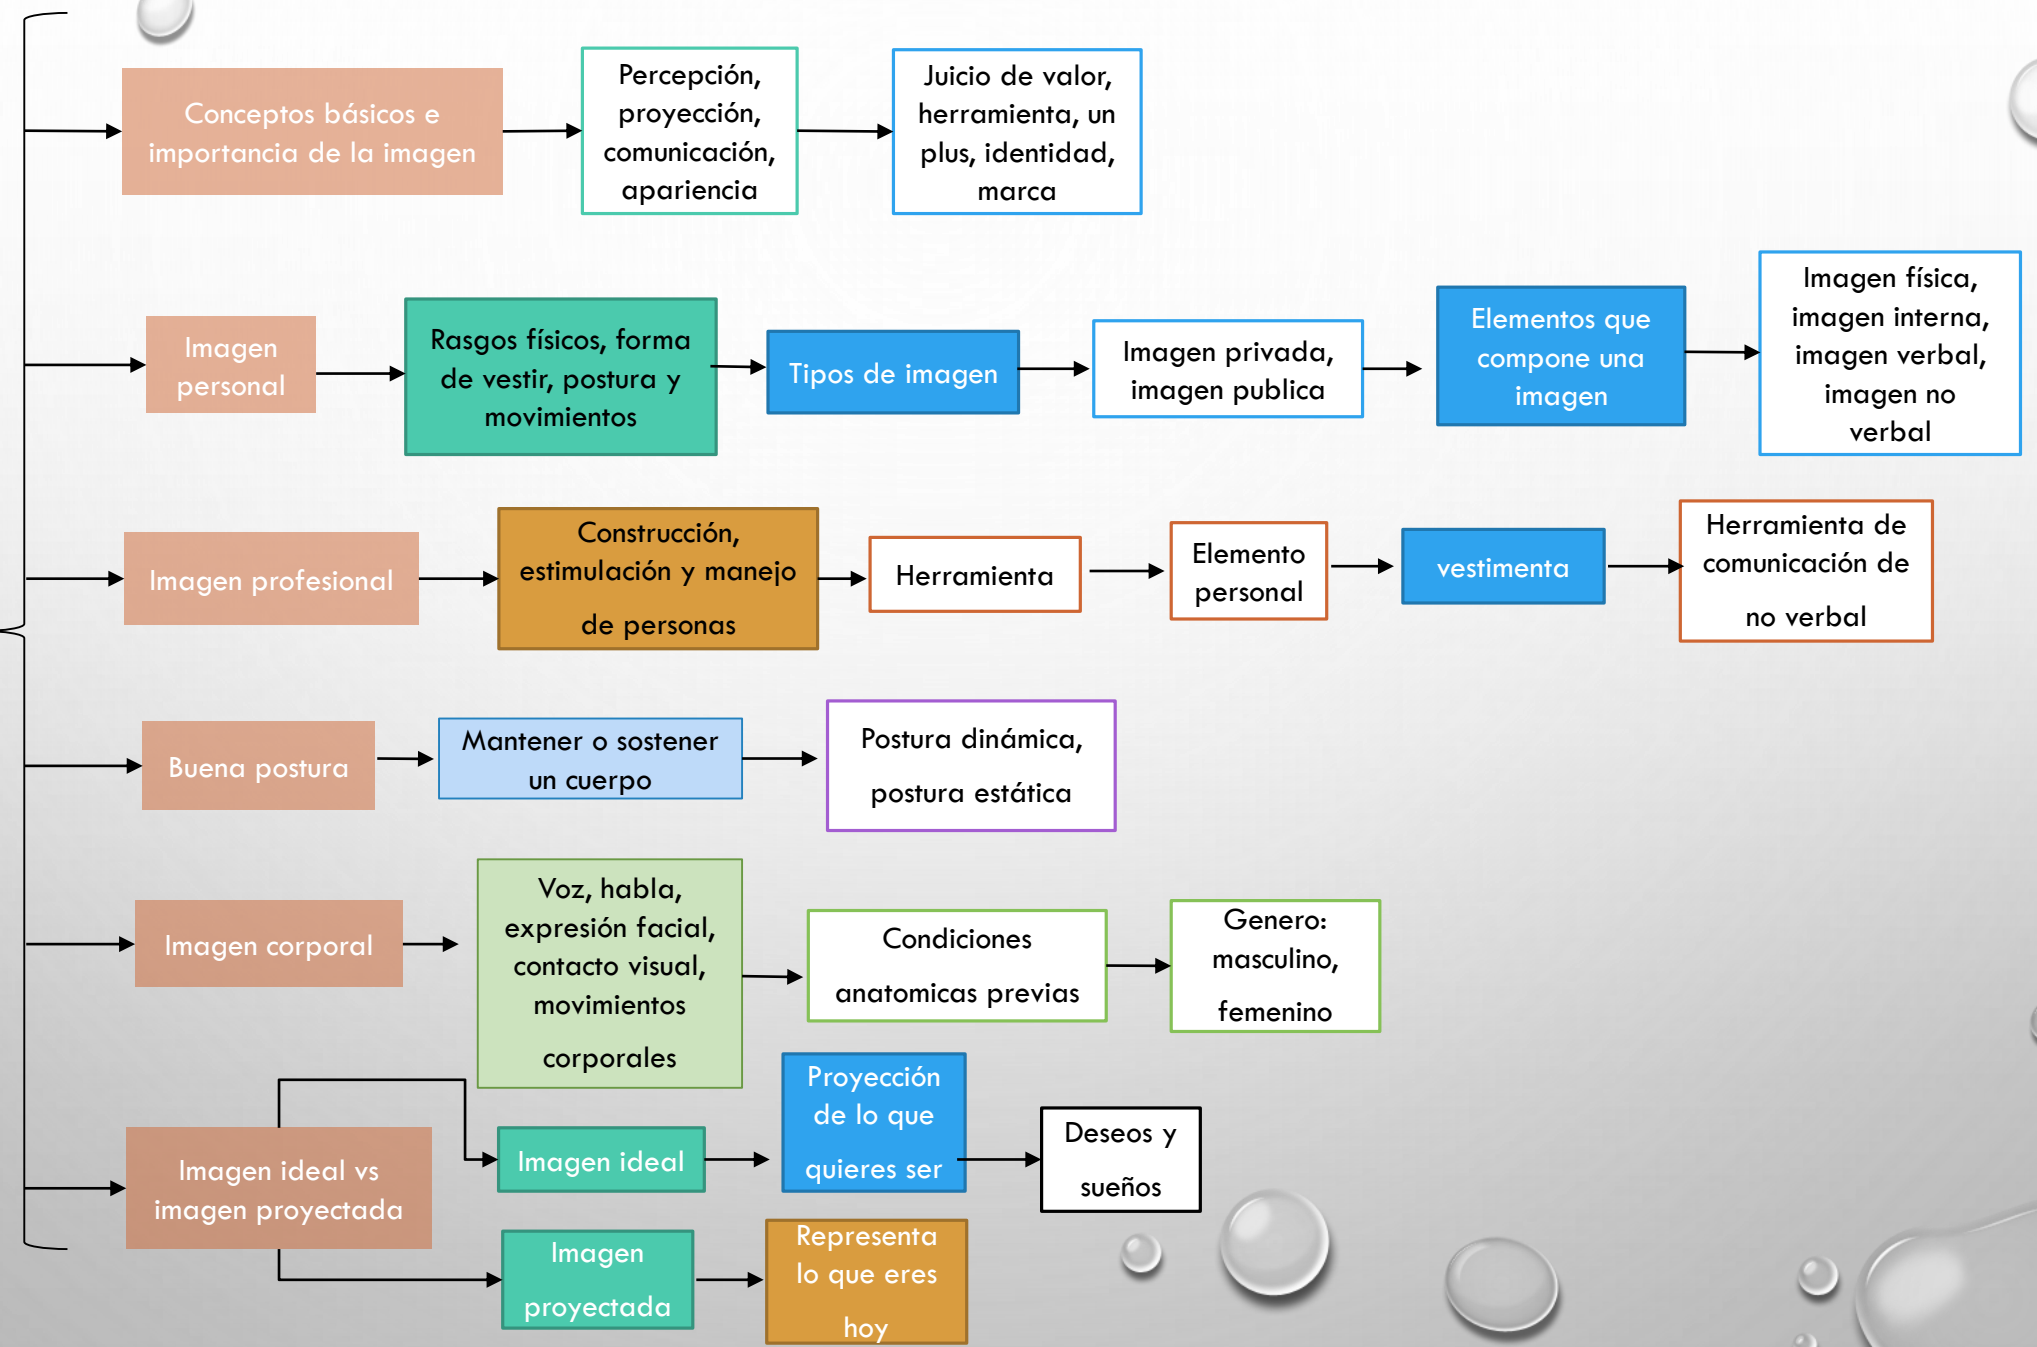 Conceptos básicos e
importancia de la imagen
Percepción,
proyección,
comunicación,
apariencia
Juicio de valor,
herramienta, un
plus, identidad,
marca
Imagen
personal
Rasgos físicos, forma
de vestir, postura y
movimientos
Tipos de imagen
Imagen privada,
imagen publica
Elementos que
compone una
imagen
Imagen física,
imagen interna,
imagen verbal,
imagen no
verbal
Imagen profesional
Construcción,
estimulación y manejo
de personas
Herramienta
Elemento
personal
vestimenta
Herramienta de
comunicación de
no verbal
Buena postura
Mantener o sostener
un cuerpo
Postura dinámica,
postura estática
Imagen corporal
Voz, habla,
expresión facial,
contacto visual,
movimientos
corporales
Condiciones
anatomicas previas
Genero:
masculino,
femenino
Imagen ideal vs
imagen proyectada
Imagen ideal
Proyección
de lo que
quieres ser
Deseos y
sueños
Imagen
proyectada
Representa
lo que eres
hoy